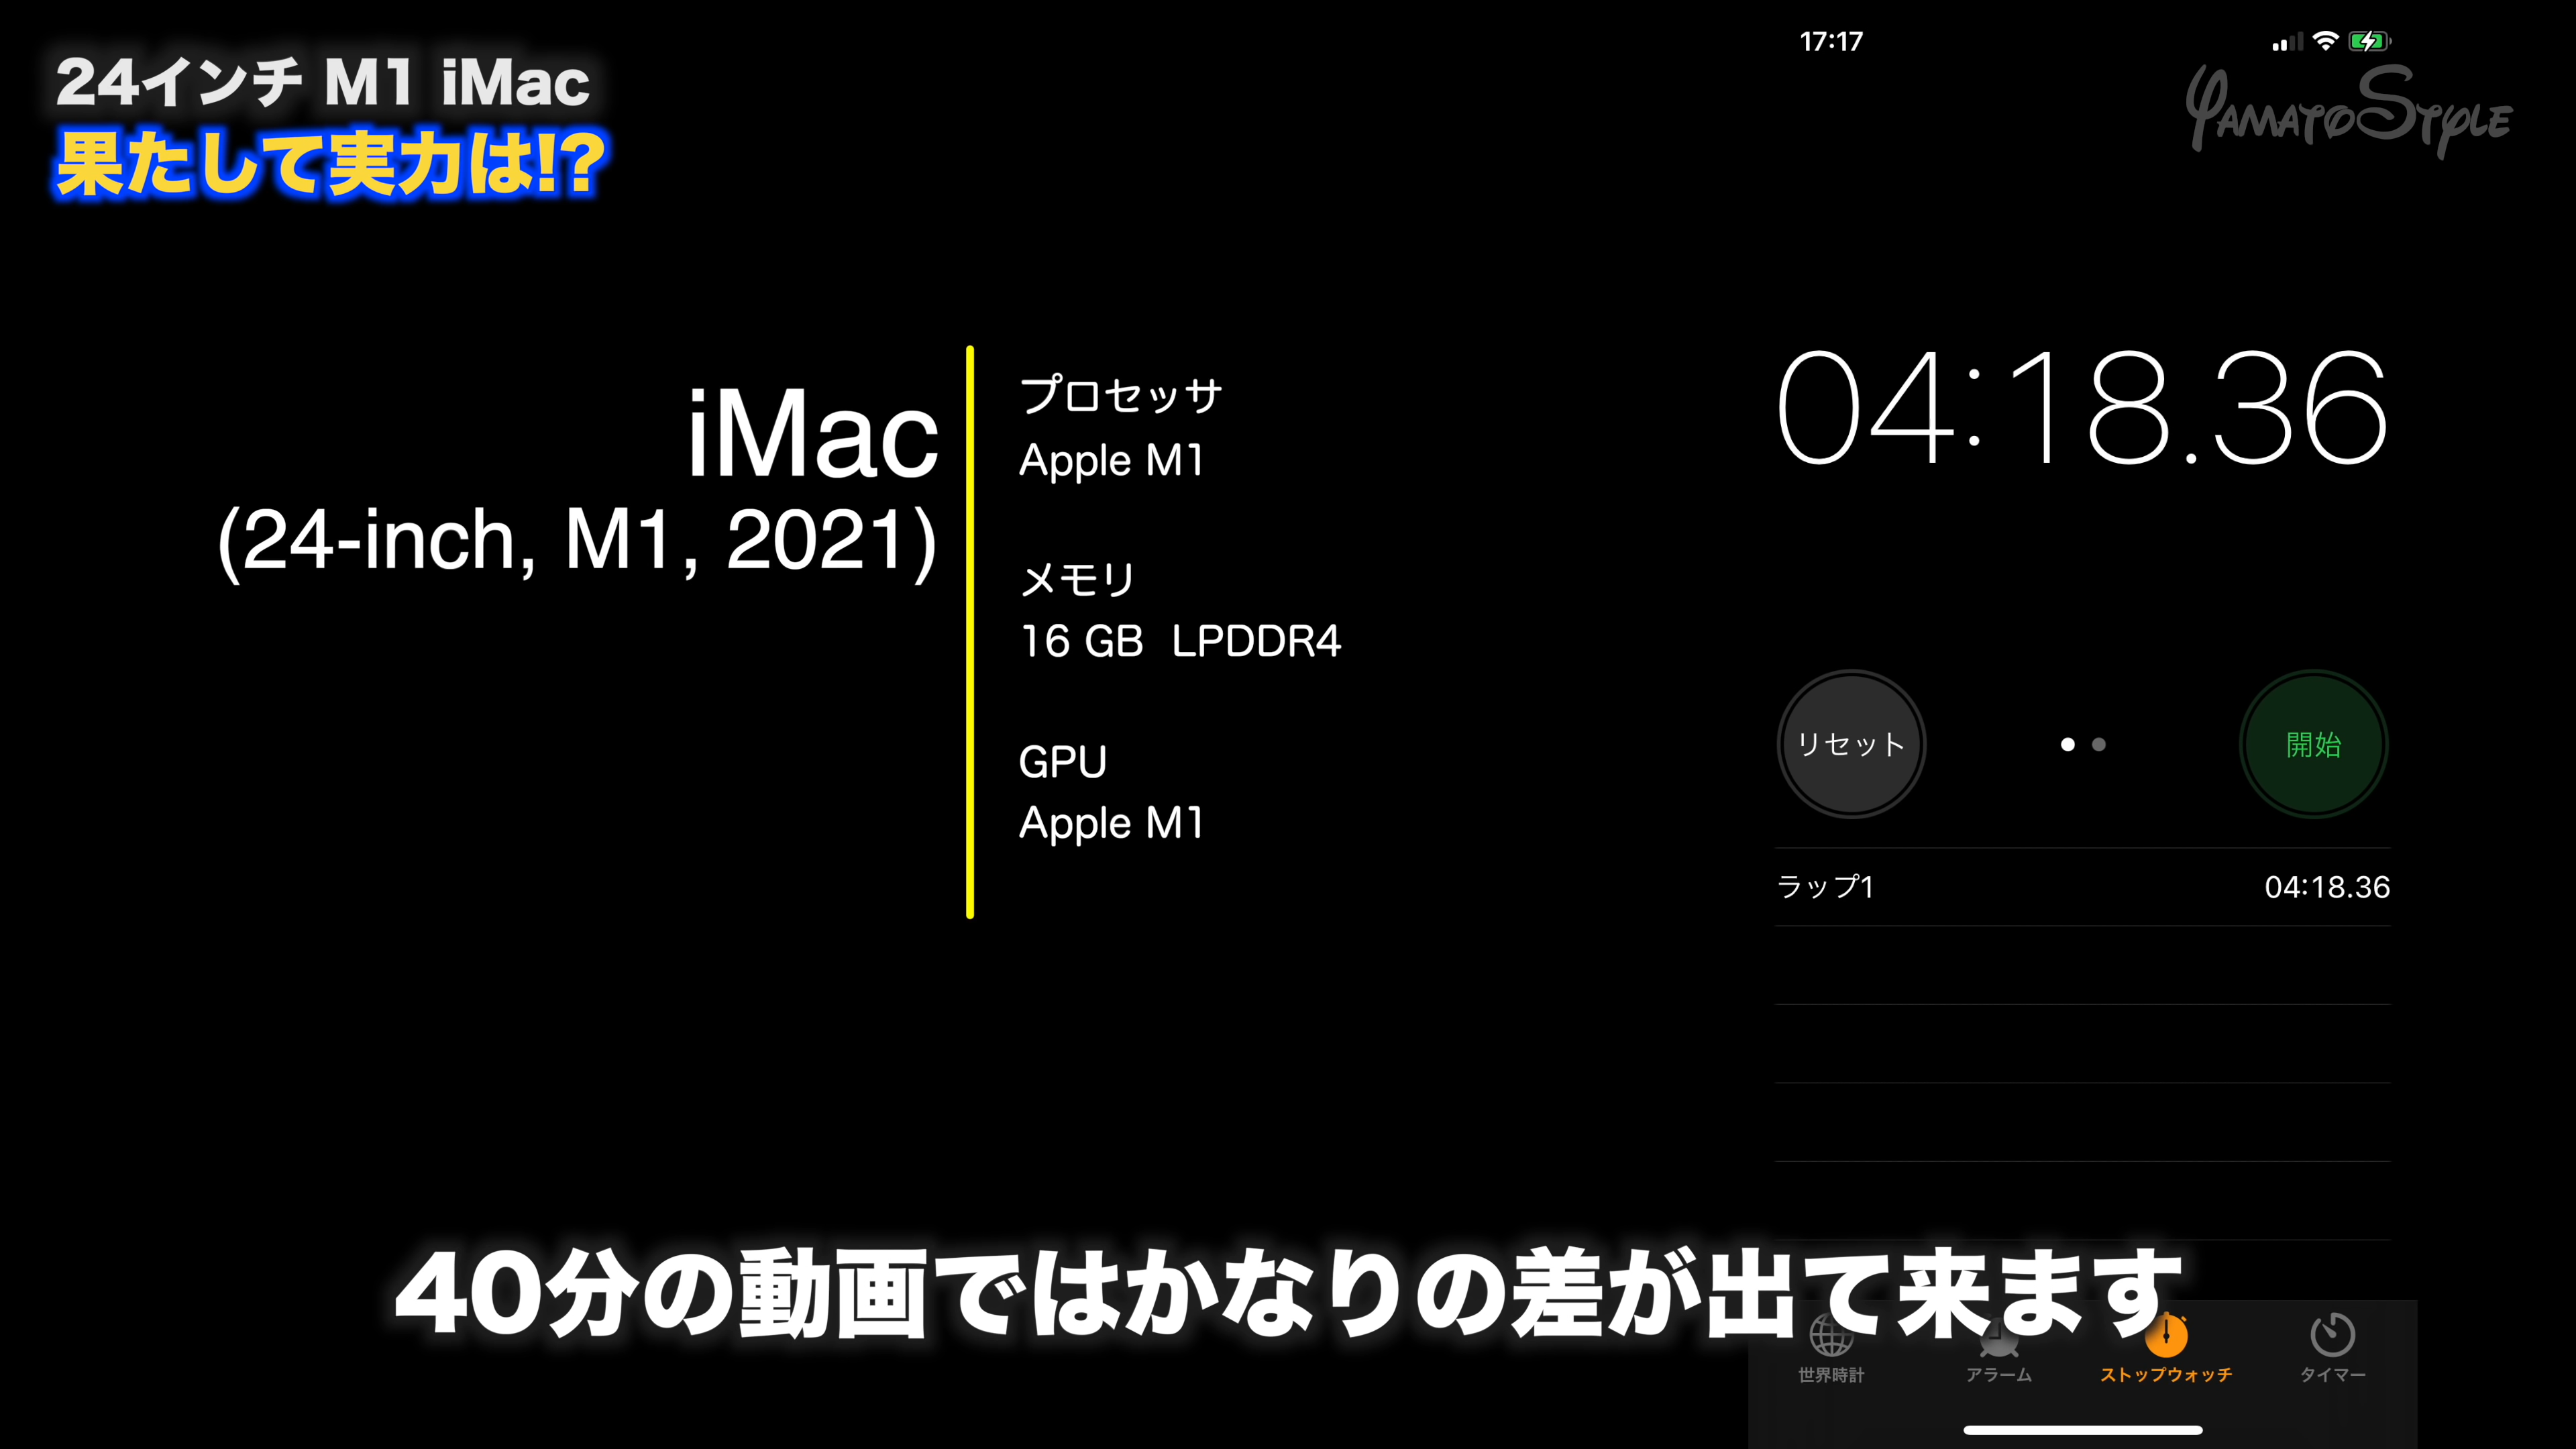 24インチ M1 iMac
果たして実力は!?
17:17
YAMATOSTYLE
iMac
(24-inch, M1, 2021)
プロセッサ
Apple M1
メモリ
16 GB LPDDR4
GPU
Apple M1
04:18.36
リセット
開始
ラップ1
04:18.36
40分の動画ではかなりの差が出て来ます
世界時計
アラーム
ストップウォッチ
タイマー